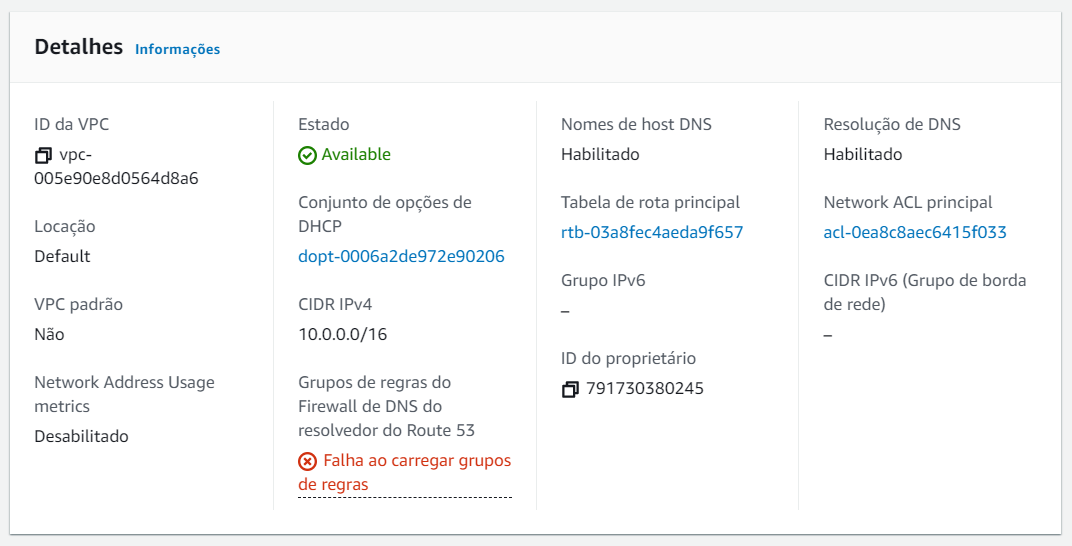 Detalhes Informações
ID da VPC
vpc-
005e90e8d0564d8a6
Locação
Default
VPC padrão
Não
Network Address Usage
metrics
Desabilitado
Estado
Available
Conjunto de opções de
DHCP
dopt-0006a2de972e90206
CIDR IPv4
10.0.0.0/16
Grupos de regras do
Firewall de DNS do
resolvedor do Route 53
Falha ao carregar grupos
de regras
Nomes de host DNS
Habilitado
Tabela de rota principal
rtb-03a8fec4aeda9f657
Grupo IPv6
–
ID do proprietário
791730380245
Resolução de DNS
Habilitado
Network ACL principal
acl-0ea8c8aec6415f033
CIDR IPv6 (Grupo de borda
de rede)
–